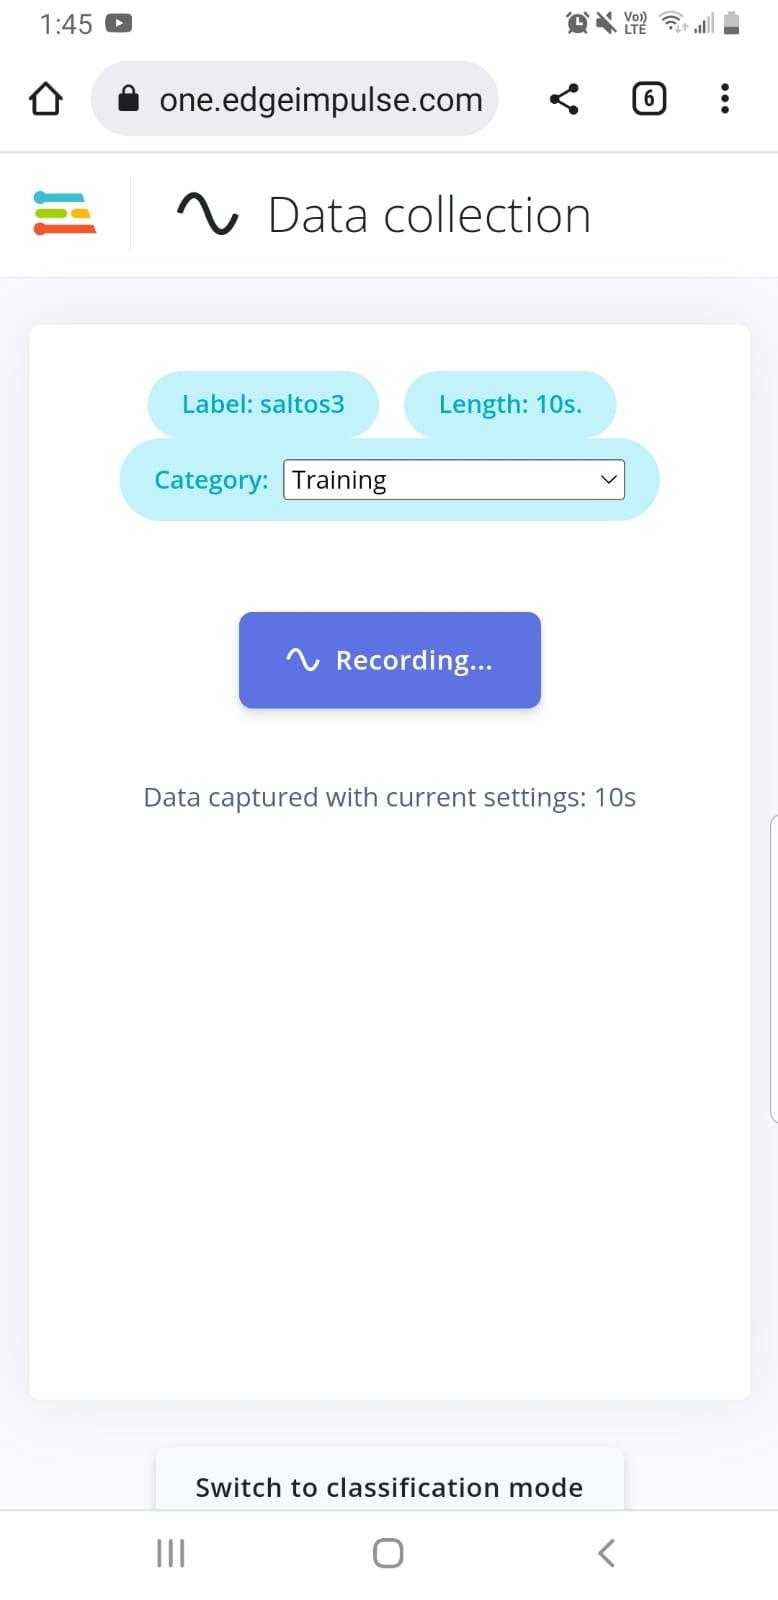 1:45
Vo)) LTE
one.edgeimpulse.com
6
Data collection
Label: saltos3 Length: 10s.
Category: Training
Recording...
Data captured with current settings: 10s
Switch to classification mode